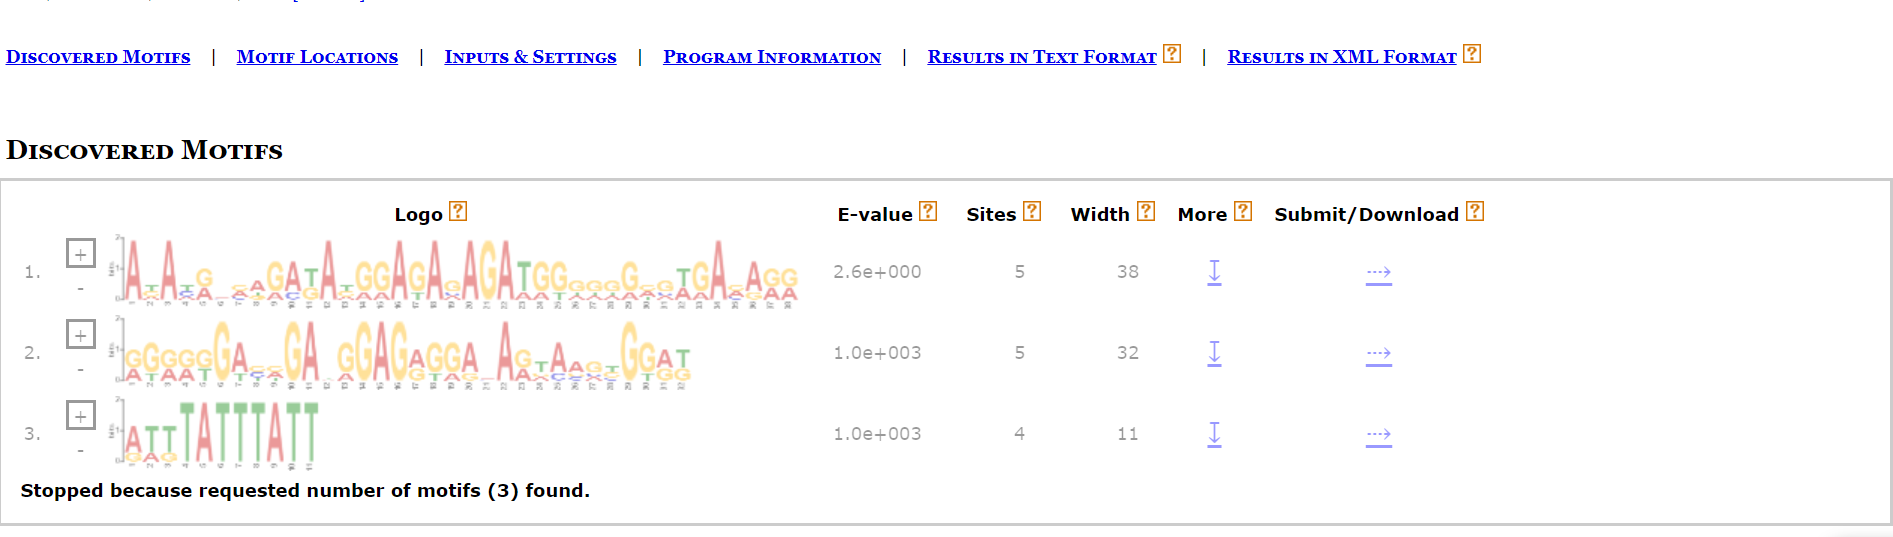 DISCOVERED MOTIFS | MOTIF LOCATIONS | INPUTS & SETTINGS | PROGRAM INFORMATION | RESULTS IN TEXT FORMAT ? | RESULTS IN XML FORMAT ?
DISCOVERED MOTIFS
Logo ? E-value ? Sites ? Width ? More ? Submit/Download ?
1. + - 2.6e+000 5 38 ↧ ⇢
2. + - 1.0e+003 5 32 ↧ ⇢
3. + - TATTTATT 1.0e+003 4 11 ↧ ⇢
Stopped because requested number of motifs (3) found.